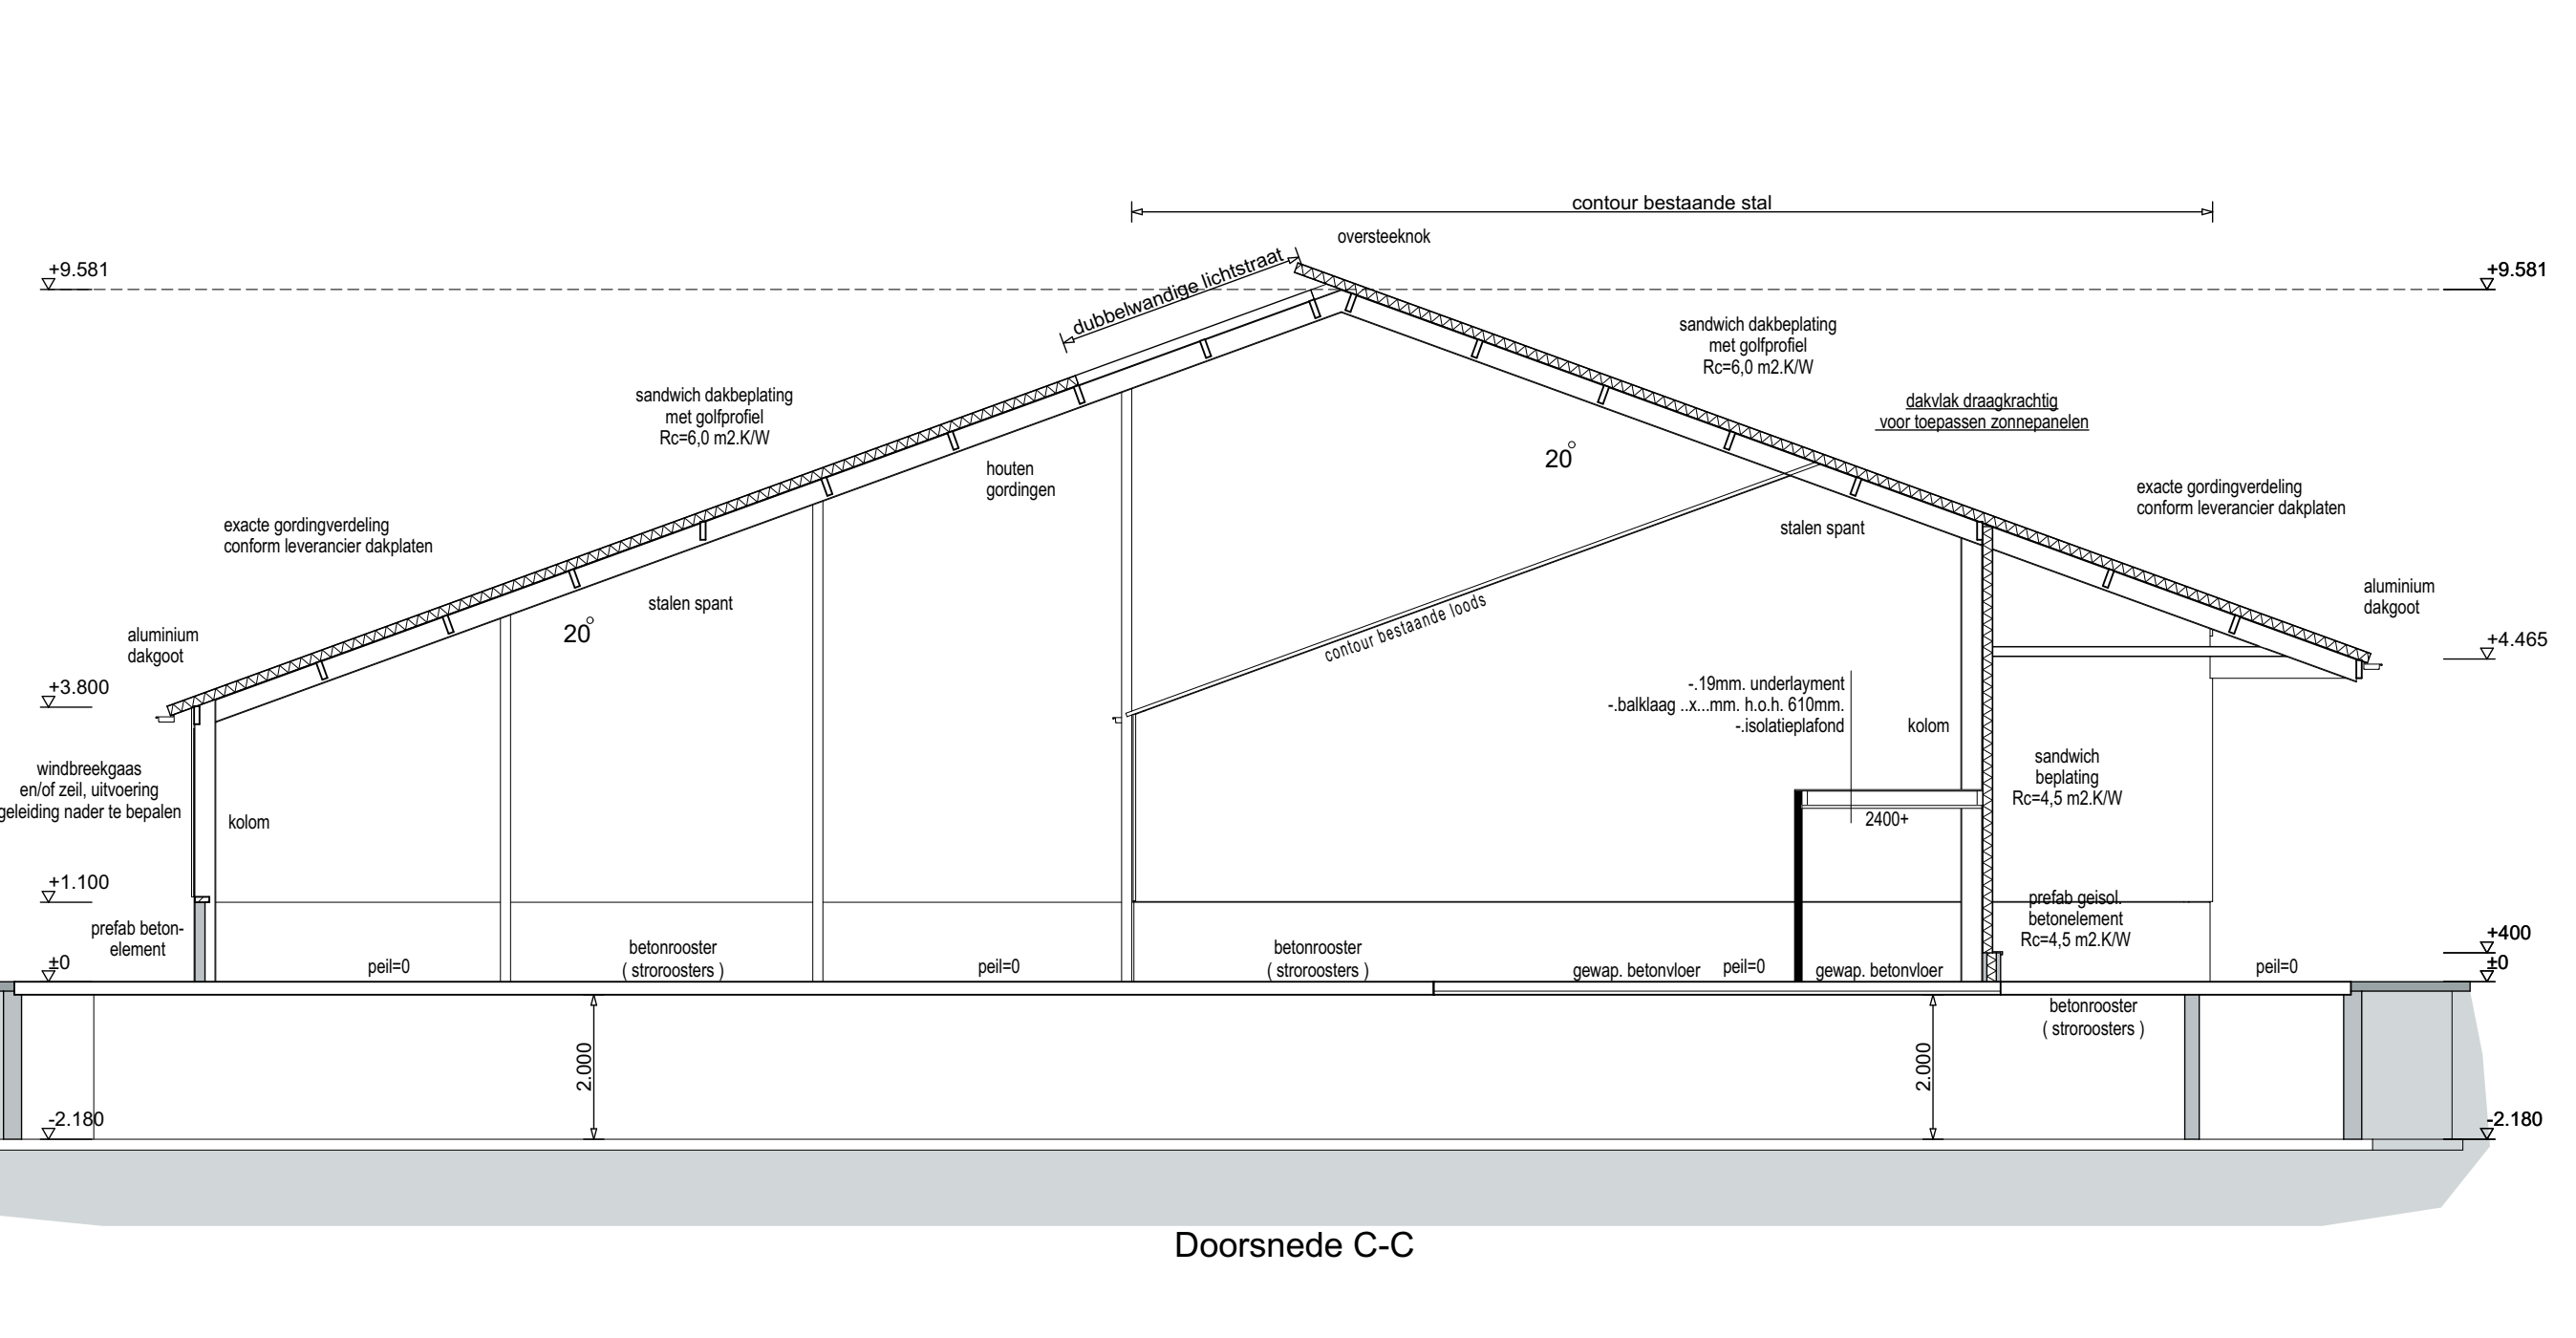 contour bestaande stal
oversteeknok
+9.581
+9.581
dubbelwandige lichtstraat
sandwich dakbeplating
met golfprofiel
Rc=6,0 m2.K/W
sandwich dakbeplating
met golfprofiel
Rc=6,0 m2.K/W
dakvlak draagkrachtig
voor toepassen zonnepanelen
houten
gordingen
20°
exacte gordingverdeling
conform leverancier dakplaten
exacte gordingverdeling
conform leverancier dakplaten
stalen spant
stalen spant
20°
contour bestaande loods
aluminium
dakgoot
aluminium
dakgoot
+4.465
+3.800
-.19mm. underlayment
-.balklaag ..x...mm. h.o.h. 610mm.
-.isolatieplafond
kolom
windbreekgaas
en/of zeil, uitvoering
geleiding nader te bepalen
kolom
sandwich
beplating
Rc=4,5 m2.K/W
2400+
+1.100
prefab beton-
element
prefab geisol.
betonelement
Rc=4,5 m2.K/W
+400
±0
±0
peil=0
betonrooster
( stroroosters )
peil=0
betonrooster
( stroroosters )
gewap. betonvloer
peil=0
gewap. betonvloer
peil=0
betonrooster
( stroroosters )
2.000
2.000
-2.180
-2.180
Doorsnede C-C